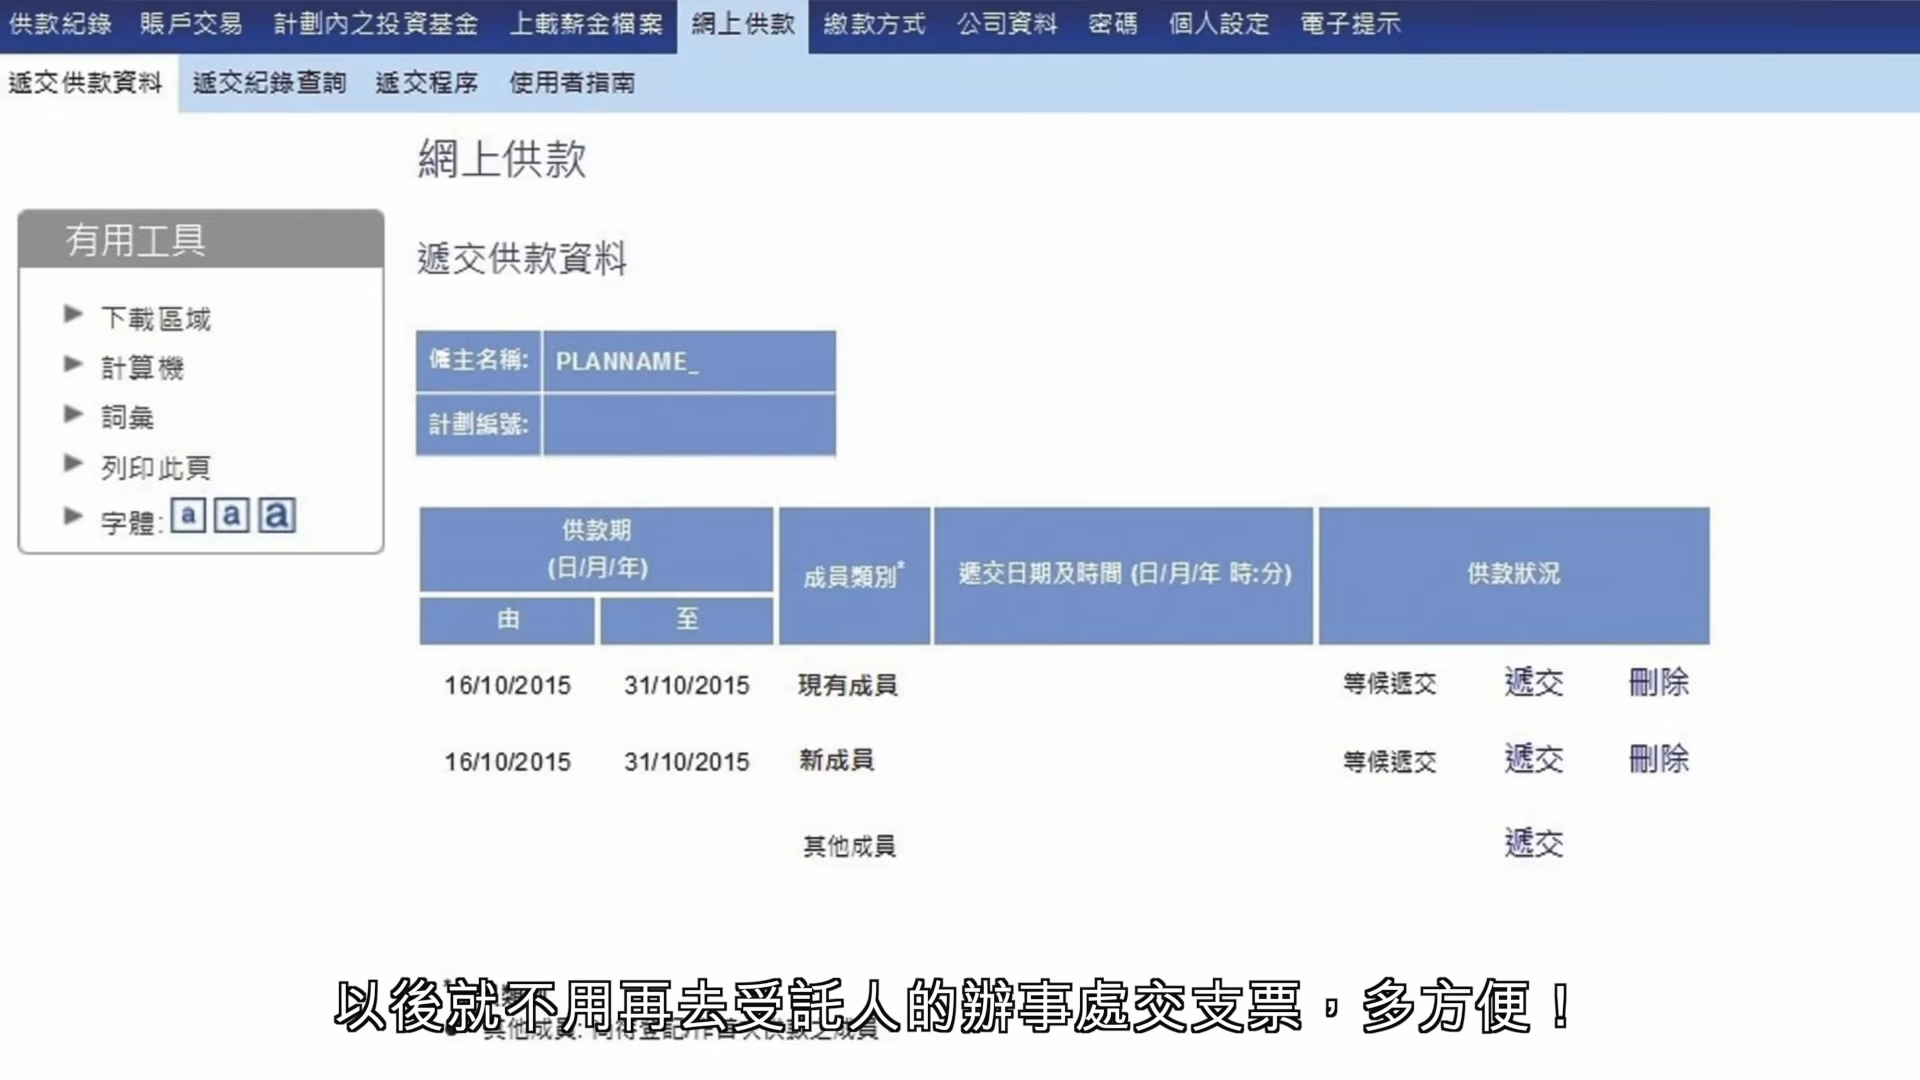 供款紀錄 賬戶交易 計劃內之投資基金 上載薪金檔案 網上供款 繳款方式 公司資料 密碼 個人設定 電子提示
遞交供款資料 遞交紀錄查詢 遞交程序 使用者指南
網上供款
有用工具
下載區域
計算機
詞彙
列印此頁
字體: a a a
遞交供款資料
僱主名稱: PLANNAME_
計劃編號:
供款期
(日/月/年)
由 至
成員類別*
遞交日期及時間 (日/月/年 時:分)
供款狀況
16/10/2015 31/10/2015 現有成員 等候遞交 遞交 刪除
16/10/2015 31/10/2015 新成員 等候遞交 遞交 刪除
其他成員 遞交
以後就不用再去受託人的辦事處交支票，多方便！
其他成員: